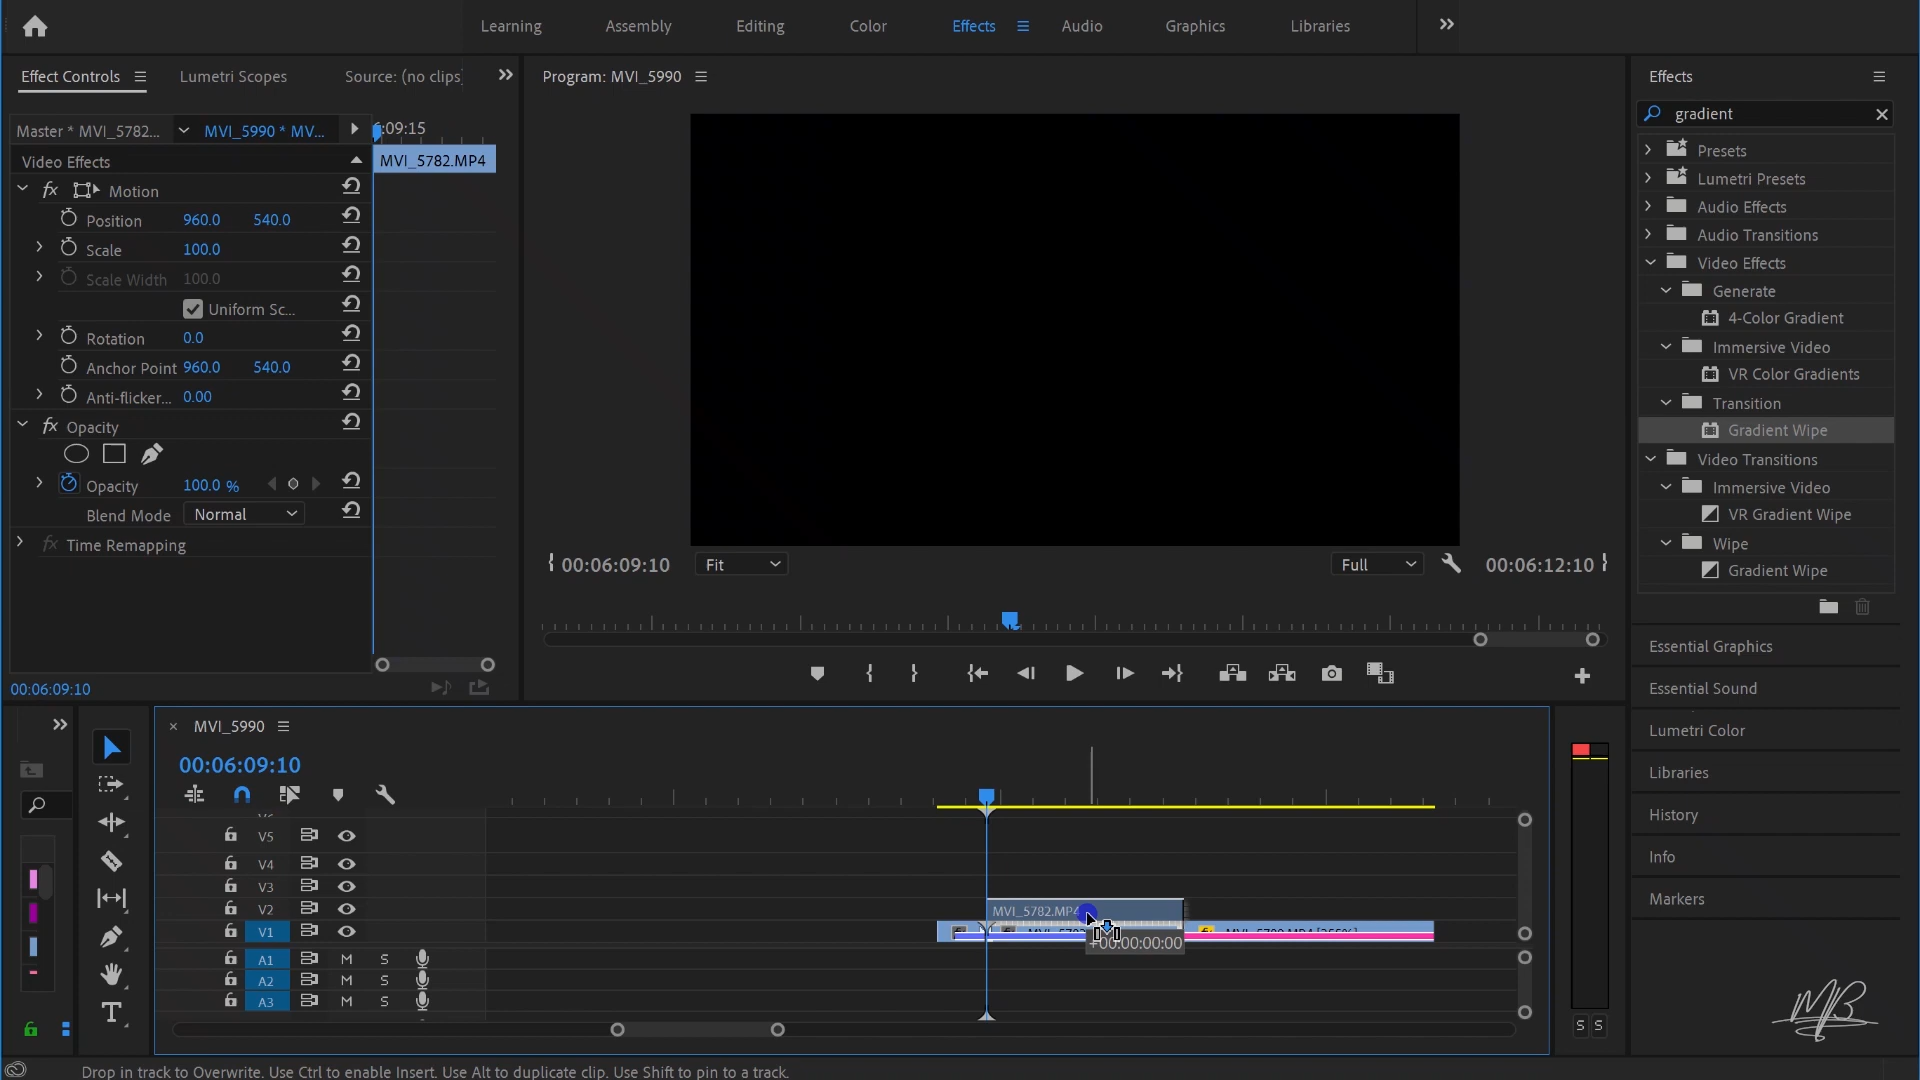 Learning
Assembly
Editing
Color
Effects
Audio
Graphics
Libraries
Effect Controls
Lumetri Scopes
Source: (no clips)
Program: MVI_5990
Effects
gradient
Master * MVI_5782...
MVI_5990 * MV...
:09:15
Video Effects
MVI_5782.MP4
fx Motion
Position 960.0 540.0
Scale 100.0
Scale Width 100.0
Uniform Sc...
Rotation 0.0
Anchor Point 960.0 540.0
Anti-flicker... 0.00
fx Opacity
Opacity 100.0 %
Blend Mode Normal
fx Time Remapping
00:06:09:10
Presets
Lumetri Presets
Audio Effects
Audio Transitions
Video Effects
Generate
4-Color Gradient
Immersive Video
VR Color Gradients
Transition
Gradient Wipe
Video Transitions
Immersive Video
VR Gradient Wipe
Wipe
Gradient Wipe
00:06:09:10
Fit
Full
00:06:12:10
Essential Graphics
Essential Sound
Lumetri Color
Libraries
History
Info
Markers
× MVI_5990
00:06:09:10
V5
V4
V3
V2
MVI_5782.MP4
V1
+00:00:00:00
A1 M S
A2 M S
A3 M S
T
S S
MB
Drop in track to Overwrite. Use Ctrl to enable Insert. Use Alt to duplicate clip. Use Shift to pin to a track.